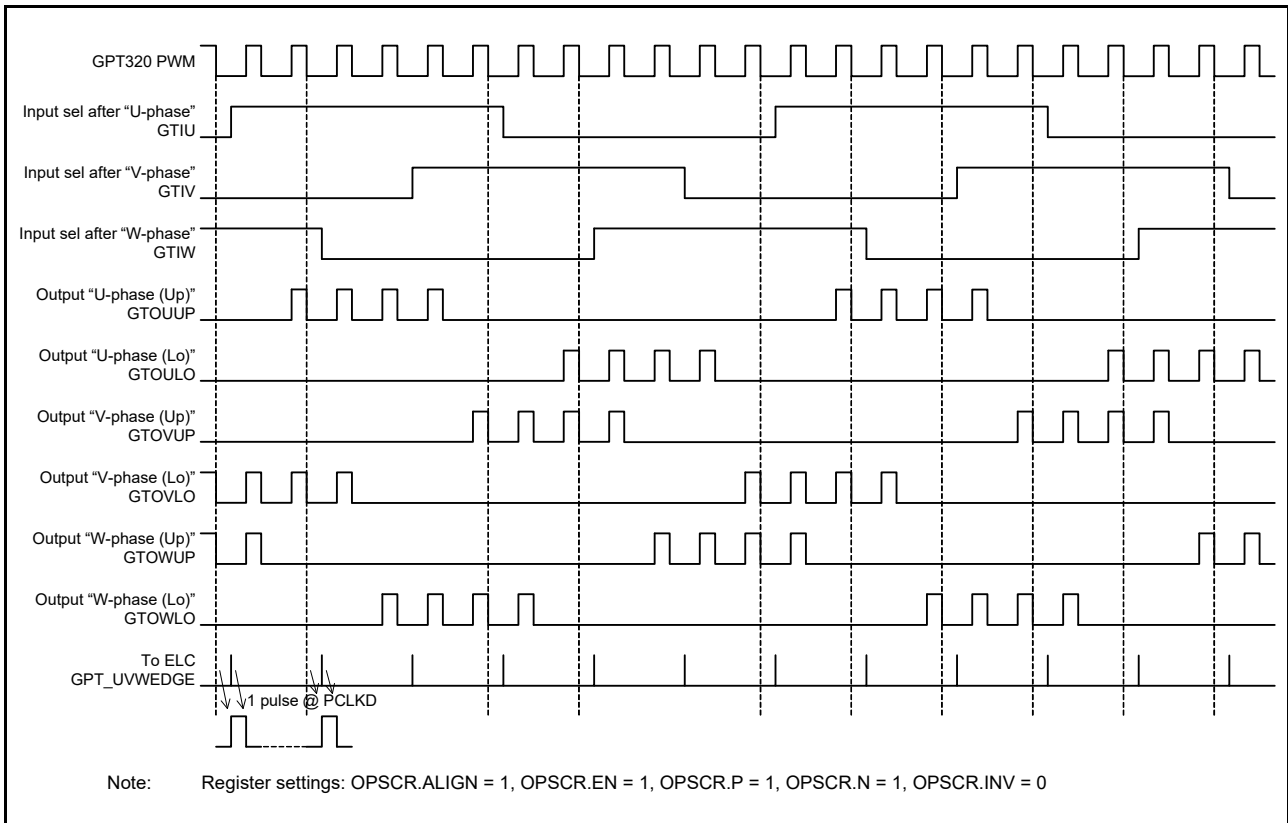 GPT320 PWM
Input sel after “U-phase”
GTIU
Input sel after “V-phase”
GTIV
Input sel after “W-phase”
GTIW
Output “U-phase (Up)”
GTOUUP
Output “U-phase (Lo)”
GTOULO
Output “V-phase (Up)”
GTOVUP
Output “V-phase (Lo)”
GTOVLO
Output “W-phase (Up)”
GTOWUP
Output “W-phase (Lo)”
GTOWLO
To ELC
GPT_UVWEDGE
1 pulse @ PCLKD
Note: Register settings: OPSCR.ALIGN = 1, OPSCR.EN = 1, OPSCR.P = 1, OPSCR.N = 1, OPSCR.INV = 0